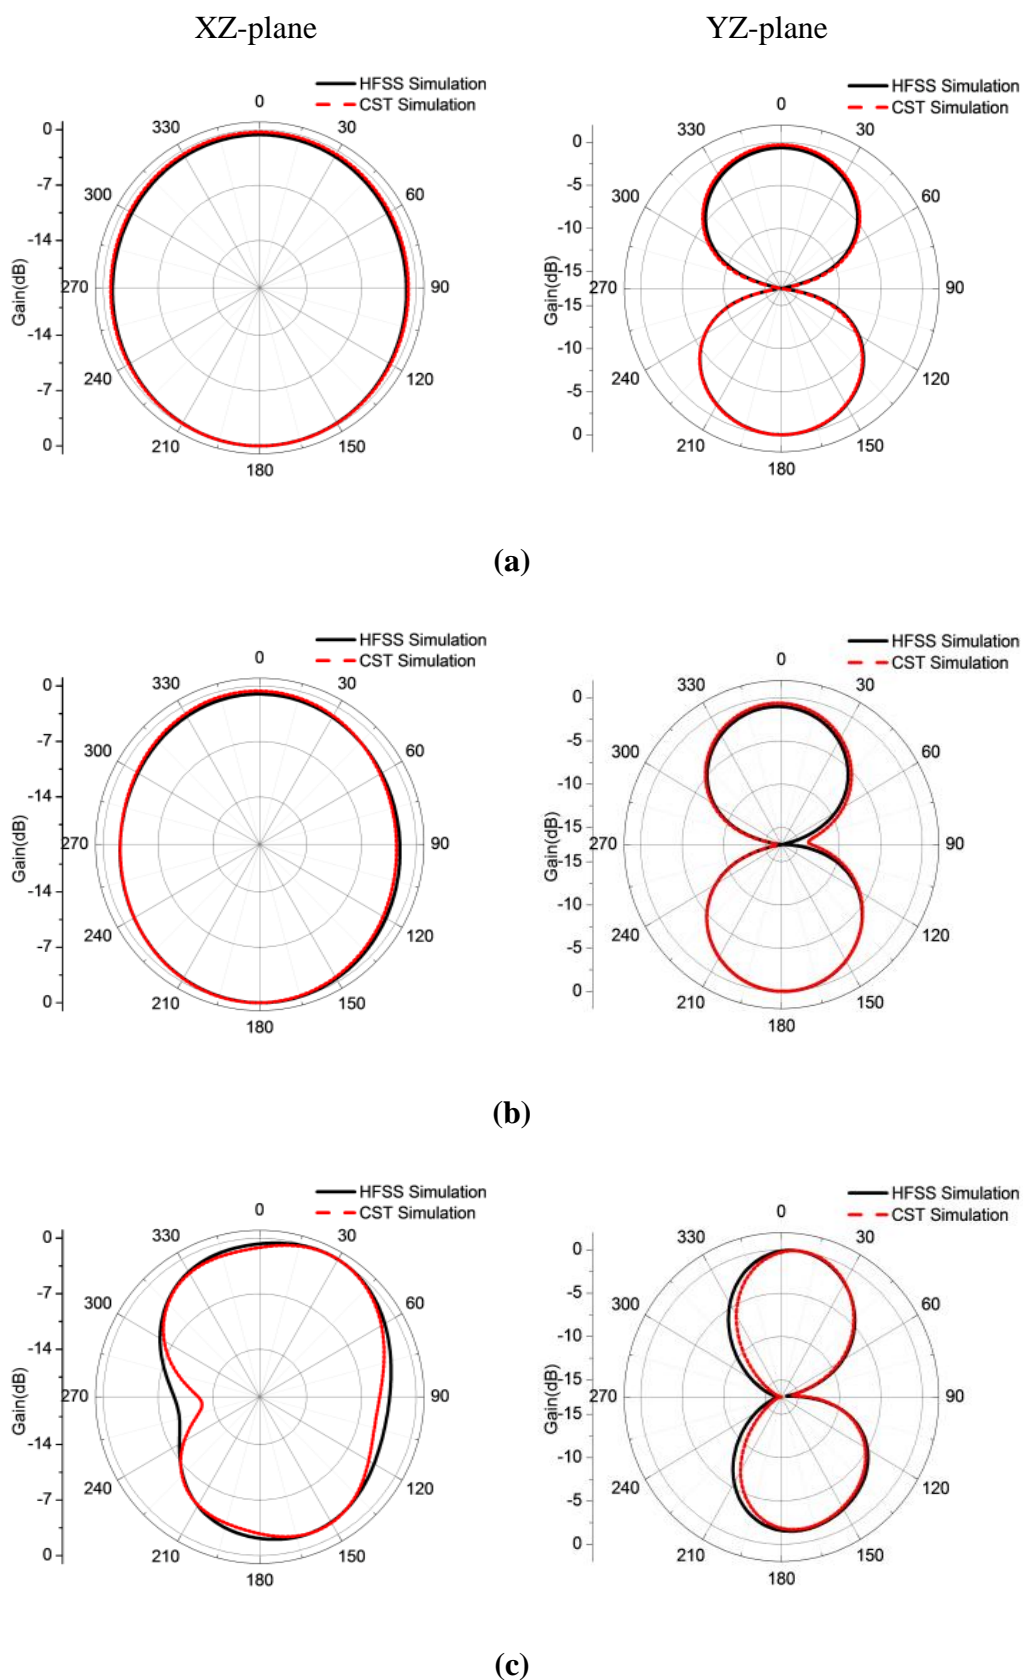 XZ-plane YZ-plane
HFSS Simulation HFSS Simulation
CST Simulation CST Simulation
0 0
330 30 330 30
0 0
300 60 300 60
-7 -5
-14 -10
-15
Gain(dB) 270 90 Gain(dB) 270 90
-15
-14 -10
240 120 240 120
-7 -5
0 0
210 150 210 150
180 180
(a)
HFSS Simulation HFSS Simulation
CST Simulation CST Simulation
0 0
330 30 330 30
0 0
300 60 300 60
-7 -5
-14 -10
-15
Gain(dB) 270 90 Gain(dB) 270 90
-15
-14 -10
240 120 240 120
-7 -5
0 0
210 150 210 150
180 180
(b)
HFSS Simulation HFSS Simulation
CST Simulation CST Simulation
0 0
330 30 330 30
0 0
300 60 300 60
-7 -5
-14 -10
-15
Gain(dB) 270 90 Gain(dB) 270 90
-15
-14 -10
240 120 240 120
-7 -5
0 0
210 150 210 150
180 180
(c)